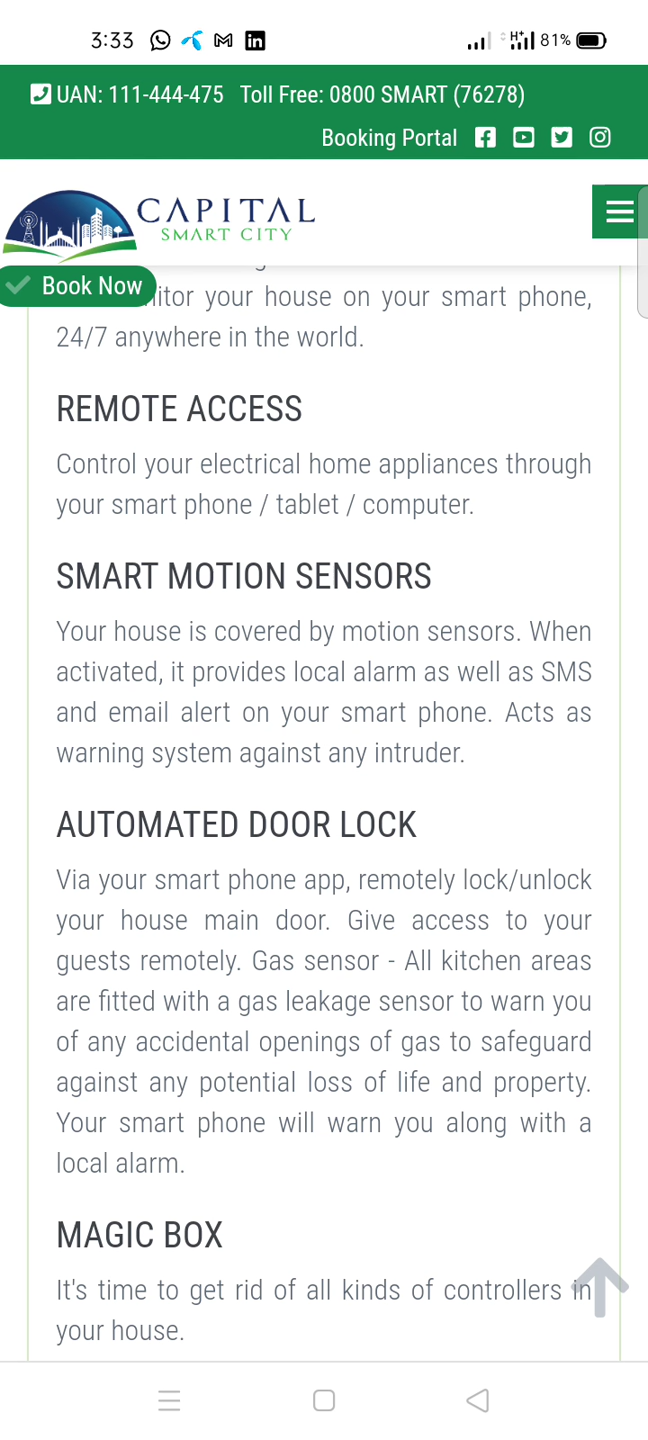 3:33
H+ 81%
UAN: 111-444-475 Toll Free: 0800 SMART (76278)
Booking Portal
CAPITAL
SMART CITY
Book Now
your house on your smart phone,
24/7 anywhere in the world.
REMOTE ACCESS
Control your electrical home appliances through
your smart phone / tablet / computer.
SMART MOTION SENSORS
Your house is covered by motion sensors. When
activated, it provides local alarm as well as SMS
and email alert on your smart phone. Acts as
warning system against any intruder.
AUTOMATED DOOR LOCK
Via your smart phone app, remotely lock/unlock
your house main door. Give access to your
guests remotely. Gas sensor - All kitchen areas
are fitted with a gas leakage sensor to warn you
of any accidental openings of gas to safeguard
against any potential loss of life and property.
Your smart phone will warn you along with a
local alarm.
MAGIC BOX
It's time to get rid of all kinds of controllers in
your house.